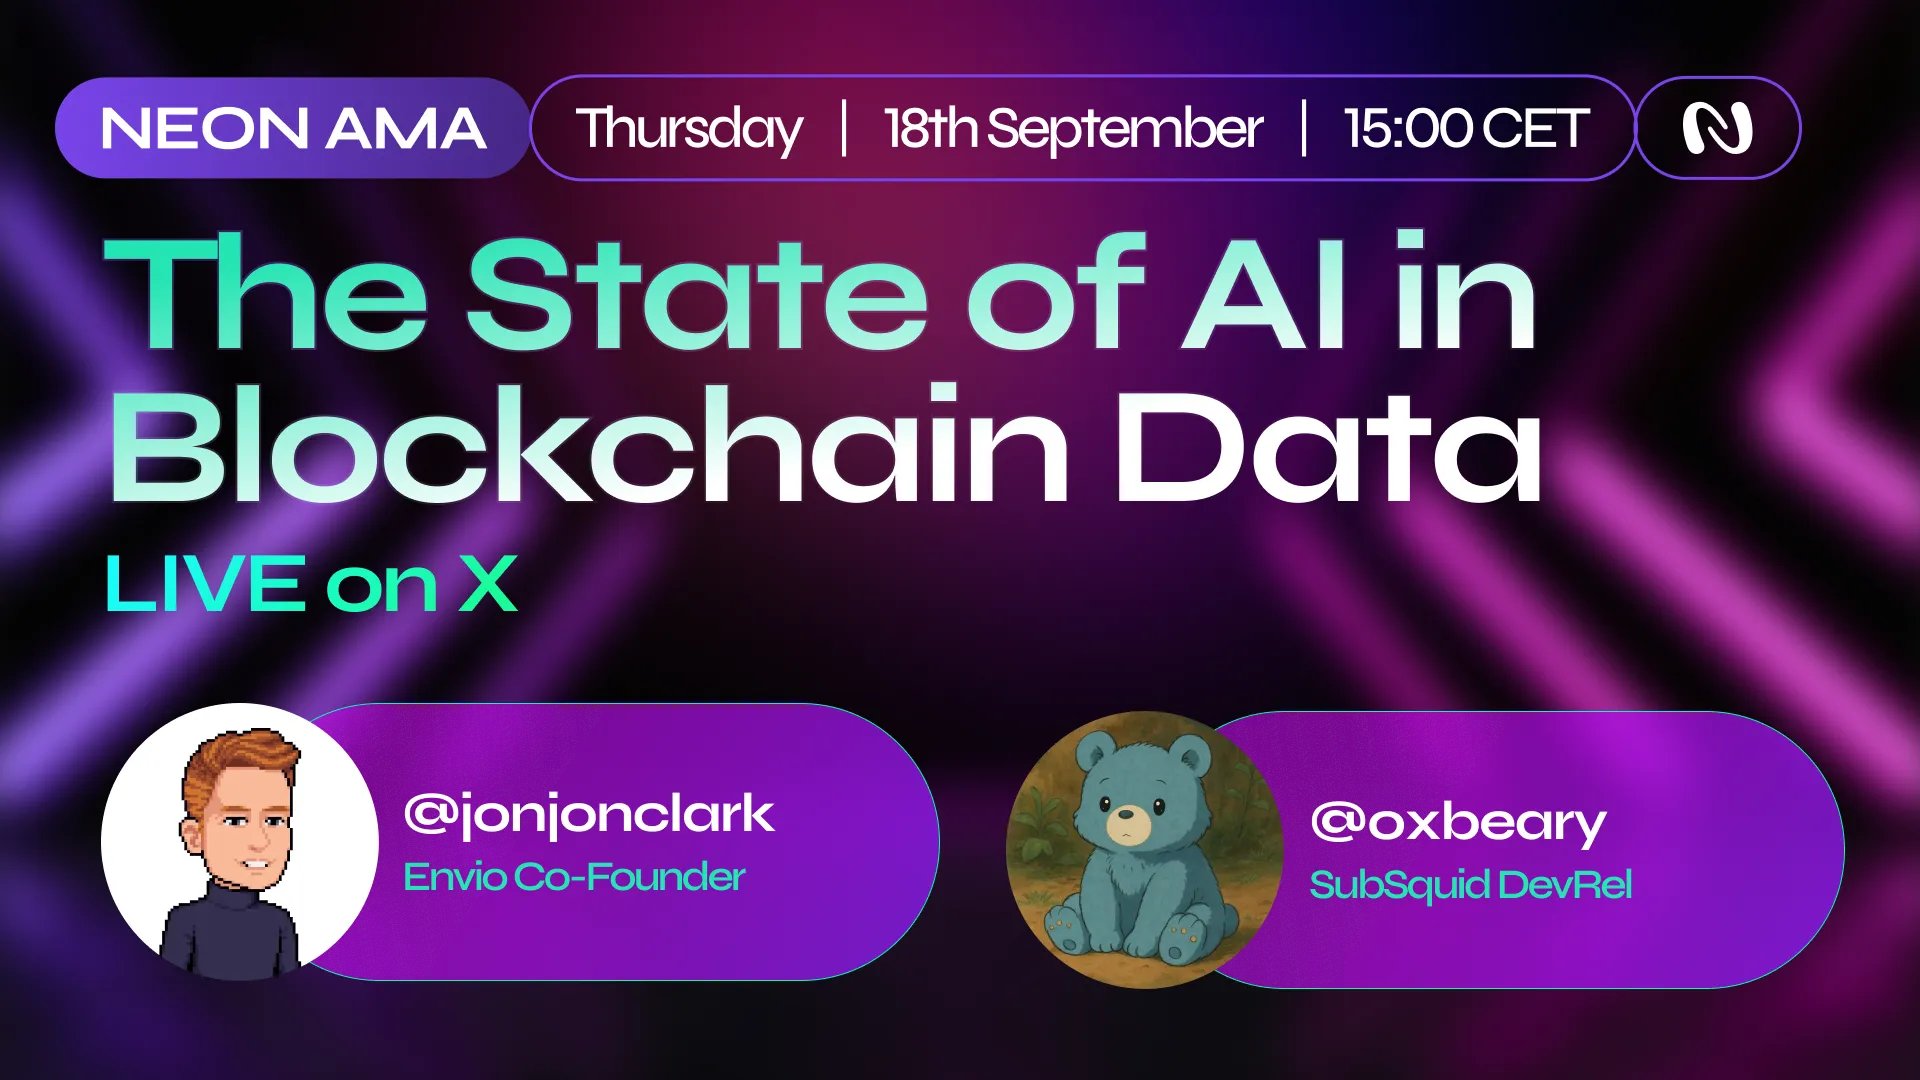 NEON AMA
Thursday | 18th September | 15:00 CET
The State of AI in
Blockchain Data
LIVE on X
@jonjonclark
Envio Co-Founder
@oxbeary
SubSquid DevRel